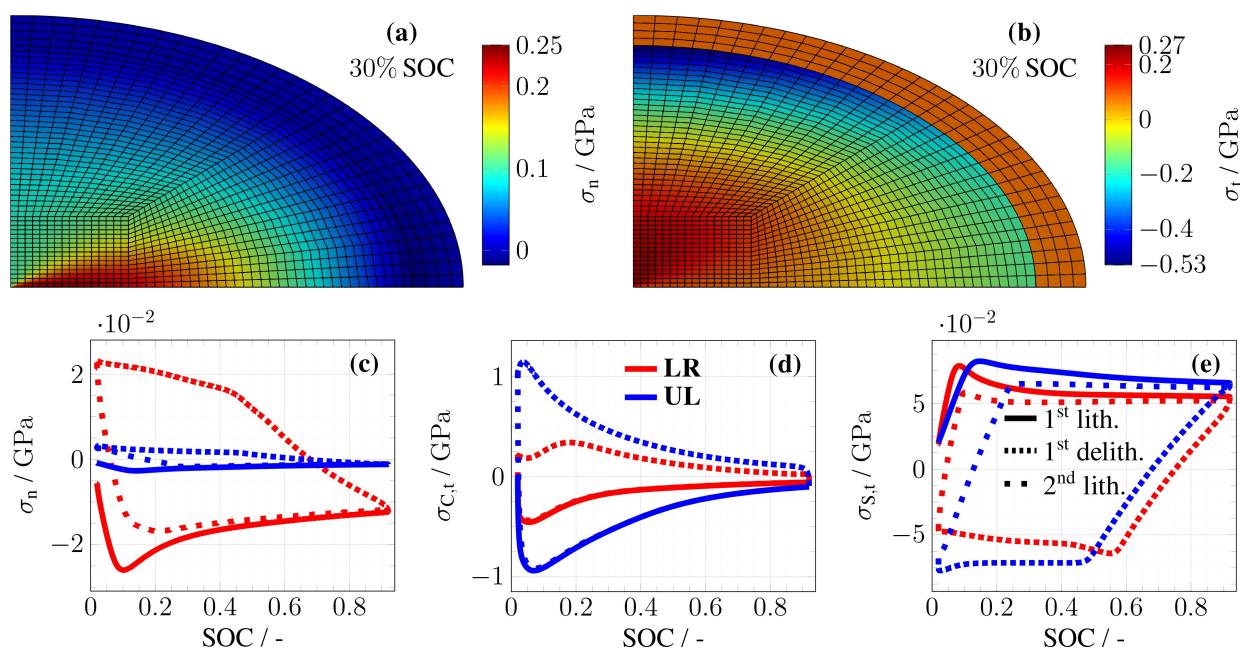 (a)
30% SOC
0.25
0.2
0.1
0
σn / GPa
(b)
30% SOC
0.27
0.2
0
−0.2
−0.4
−0.53
σt / GPa
·10−2
(c)
2
0
−2
σn / GPa
0 0.2 0.4 0.6 0.8
SOC / -
(d)
LR
UL
1
0
−1
σC,t / GPa
0 0.2 0.4 0.6 0.8
SOC / -
·10−2
(e)
5
0
−5
σS,t / GPa
1st lith.
1st delith.
2nd lith.
0 0.2 0.4 0.6 0.8
SOC / -